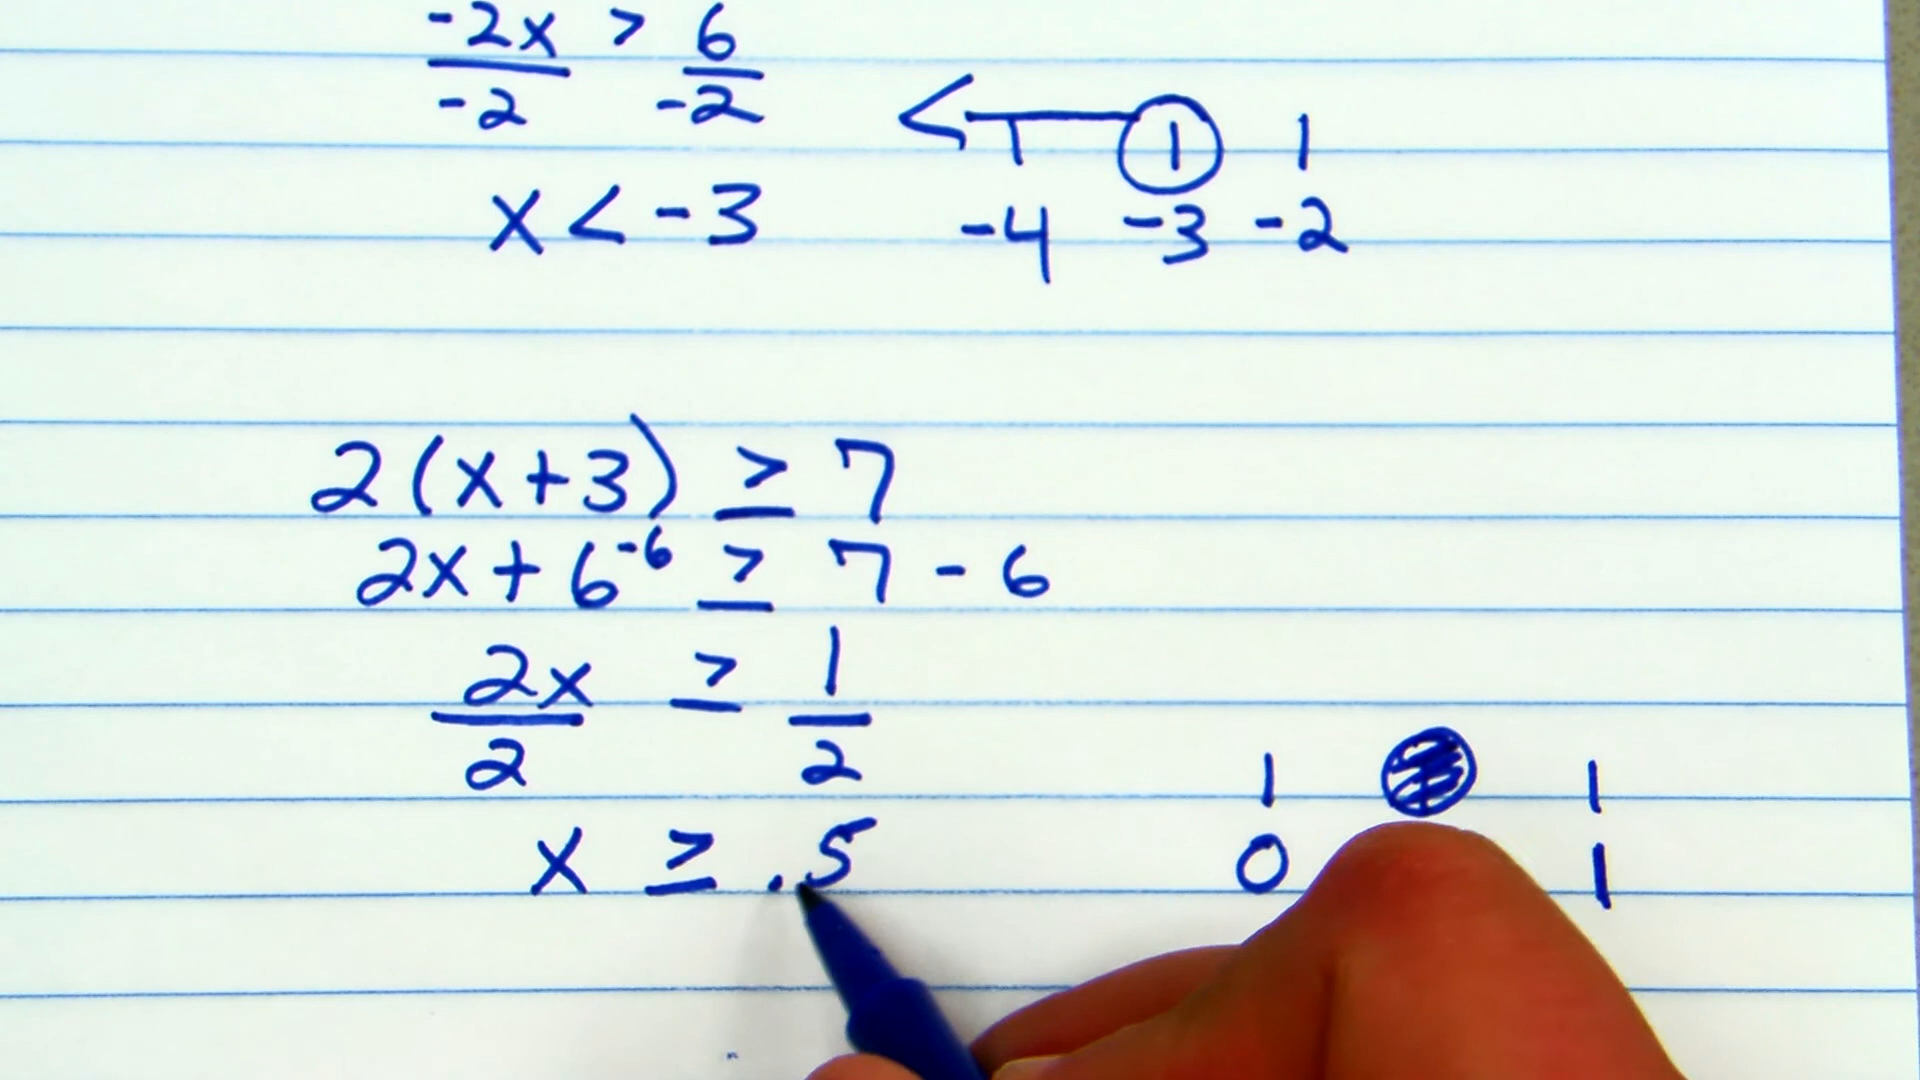 -2x > 6
-2 -2
x < -3
-4 -3 -2
2(x+3) ≥ 7
2x + 6 -6 ≥ 7 - 6
2x ≥ 1
2 2
x ≥ .5
0 1